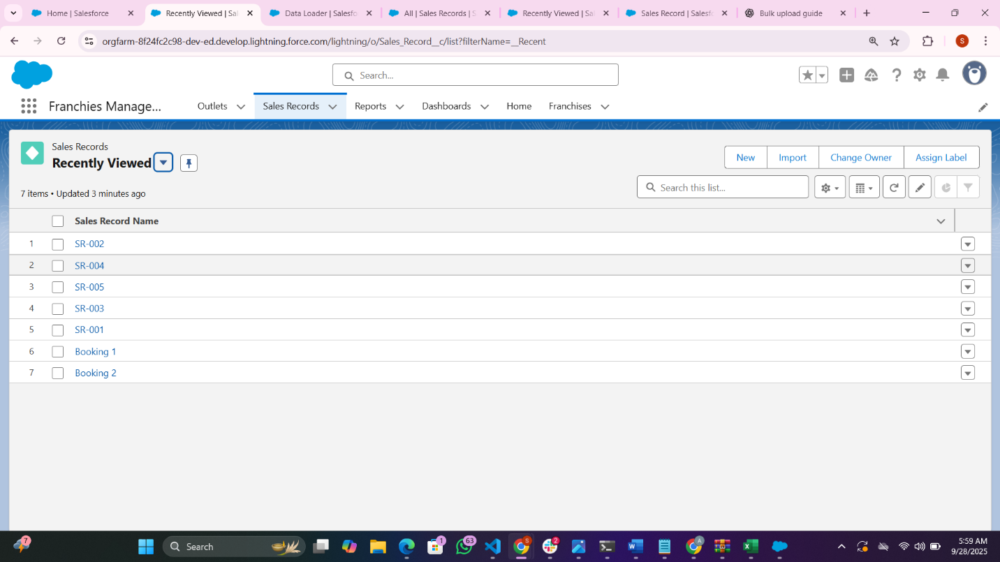 Home | Salesforce
Recently Viewed | Sal
Data Loader | Salesfo
All | Sales Records | S
Recently Viewed | Sal
Sales Record | Salesfo
Bulk upload guide
orgfarm-8f24fc2c98-dev-ed.develop.lightning.force.com/lightning/o/Sales_Record__c/list?filterName=__Recent
S
Search...
Franchies Manage...
Outlets
Sales Records
Reports
Dashboards
Home
Franchises
Sales Records
Recently Viewed
New
Import
Change Owner
Assign Label
7 items • Updated 3 minutes ago
Search this list...
Sales Record Name
1 SR-002
2 SR-004
3 SR-005
4 SR-003
5 SR-001
6 Booking 1
7 Booking 2
7
Search
1
63
S
2
A
5:59 AM
9/28/2025